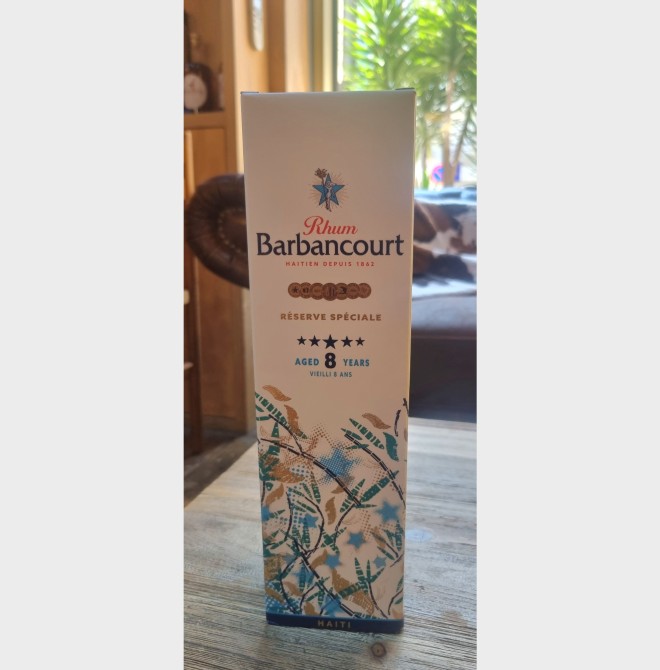 Rhum
Barbancourt
HAITIEN DEPUIS 1862
RÉSERVE SPÉCIALE
AGED 8 YEARS
VIEILLI 8 ANS
HAITI